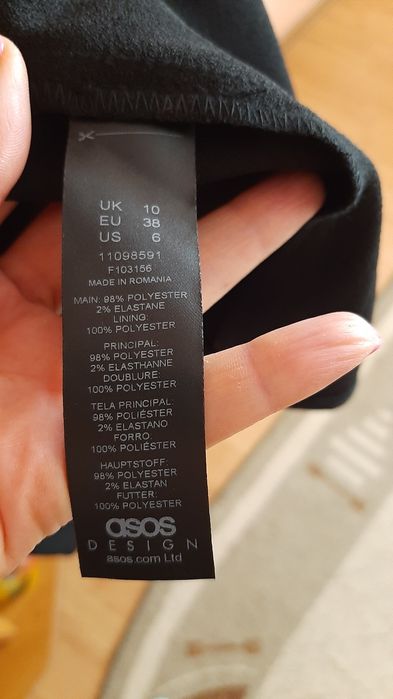 UK 10
EU 38
US 6
11098591
F103156
MADE IN ROMANIA
MAIN: 98% POLYESTER
2% ELASTANE
LINING:
100% POLYESTER
PRINCIPAL:
98% POLYESTER
2% ELASTHANNE
DOUBLURE:
100% POLYESTER
TELA PRINCIPAL:
98% POLIÉSTER
2% ELASTANO
FORRO:
100% POLIÉSTER
HAUPTSTOFF:
98% POLYESTER
2% ELASTAN
FUTTER:
100% POLYESTER
asos
DESIGN
asos.com Ltd